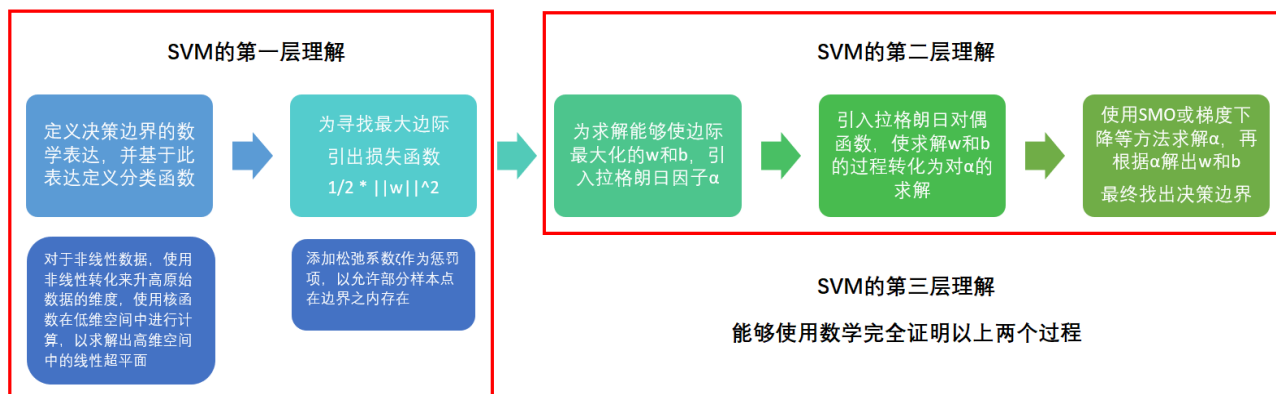 SVM的第一层理解
定义决策边界的数
学表达，并基于此
表达定义分类函数
为寻找最大边际
引出损失函数
1/2 * ||w||^2
对于非线性数据，使用
非线性转化来升高原始
数据的维度，使用核函
数在低维空间中进行计
算，以求解出高维空间
中的线性超平面
添加松弛系数ζ作为惩罚
项，以允许部分样本点
在边界之内存在
SVM的第二层理解
为求解能够使边际
最大化的w和b，引
入拉格朗日因子α
引入拉格朗日对偶
函数，使求解w和b
的过程转化为对α的
求解
使用SMO或梯度下
降等方法求解α，再
根据α解出w和b
最终找出决策边界
SVM的第三层理解
能够使用数学完全证明以上两个过程